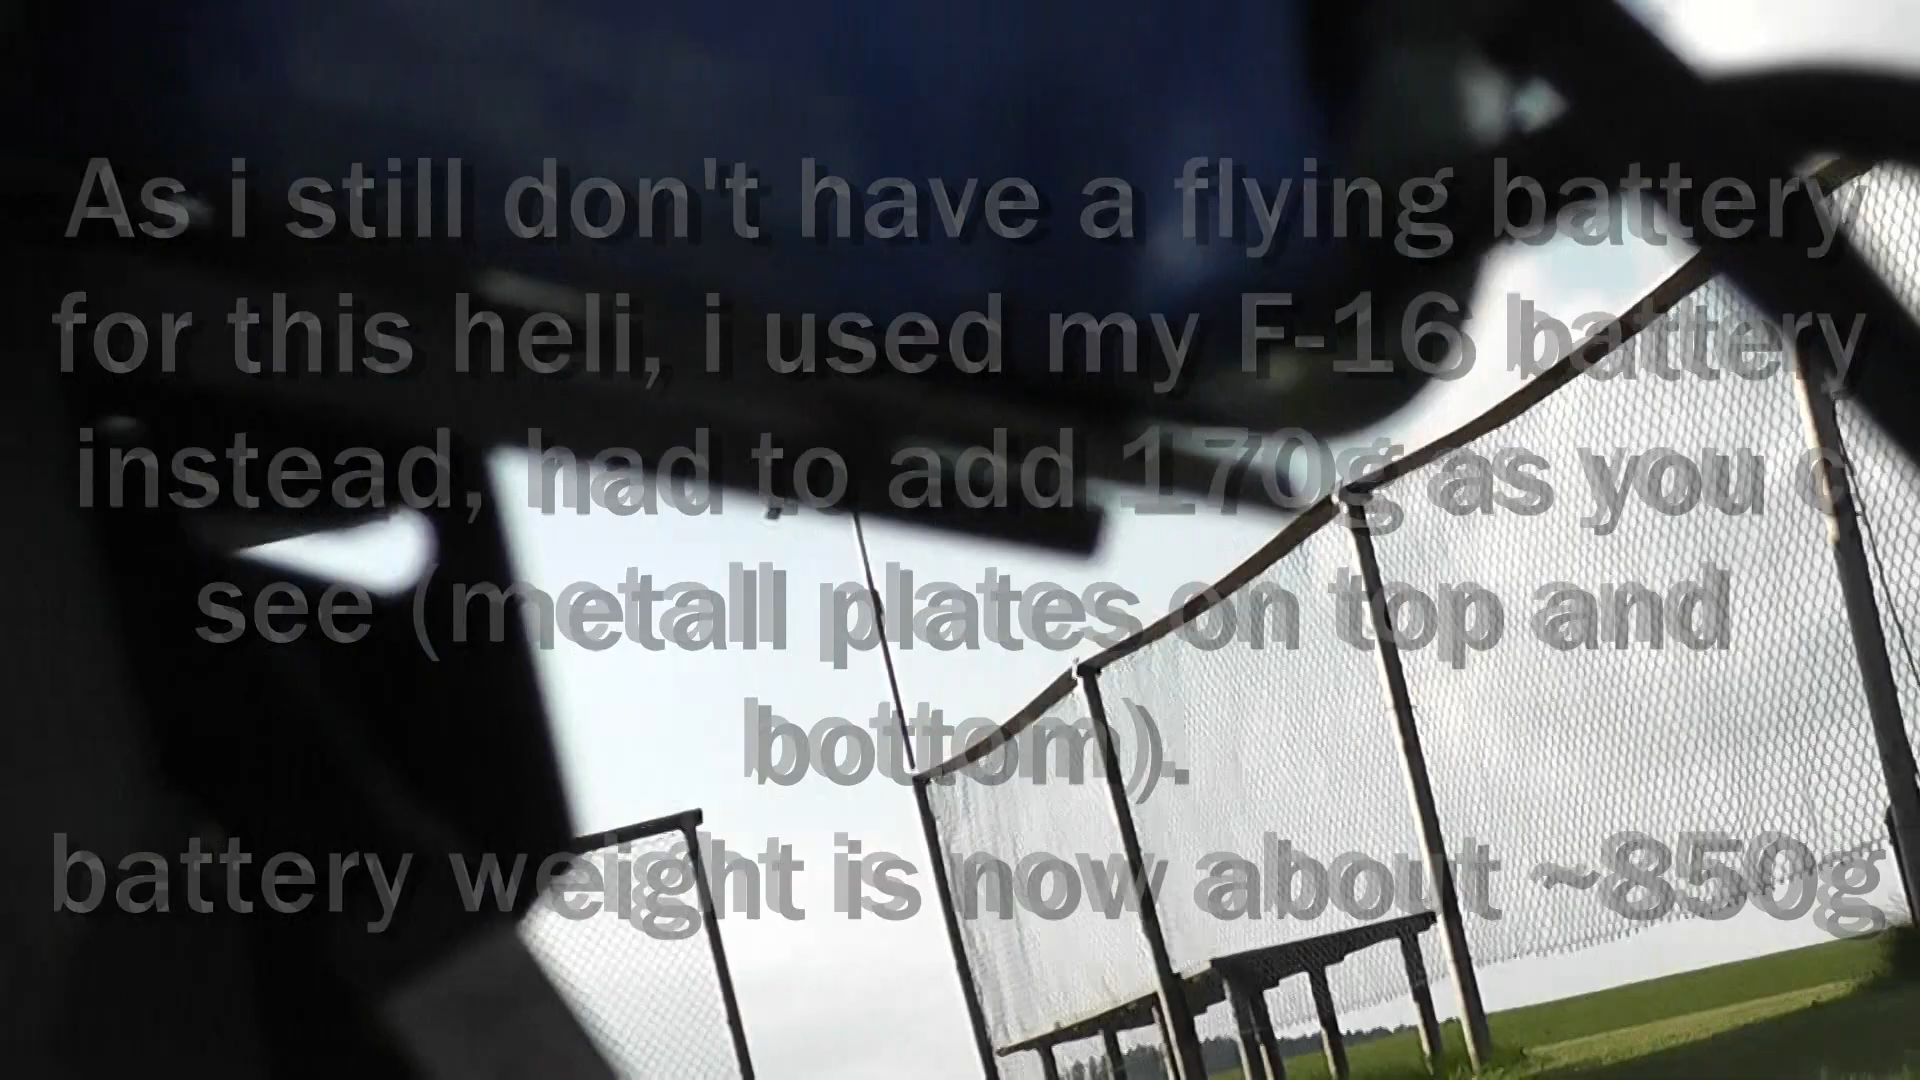 As i still don't have a flying battery
for this heli, i used my F-16 battery
instead, had to add 170g as you c
see (metall plates on top and
bottom).
battery weight is now about ~850g